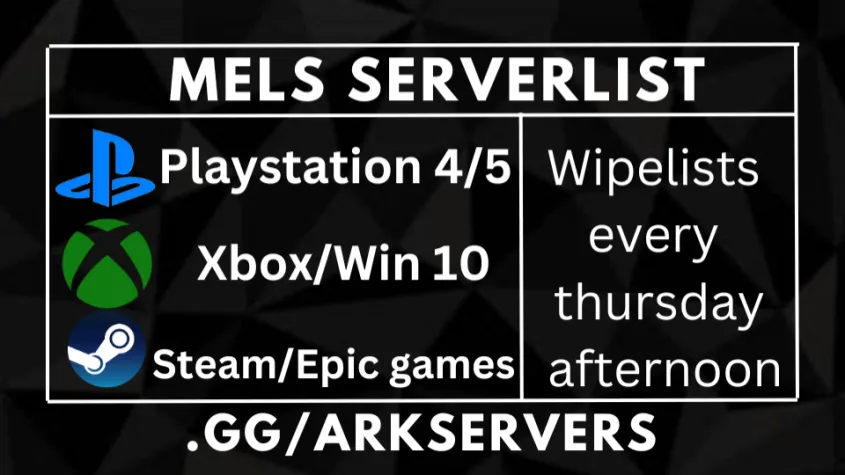 MELS SERVERLIST
Playstation 4/5
Xbox/Win 10
Steam/Epic games
Wipelists
every
thursday
afternoon
.GG/ARKSERVERS